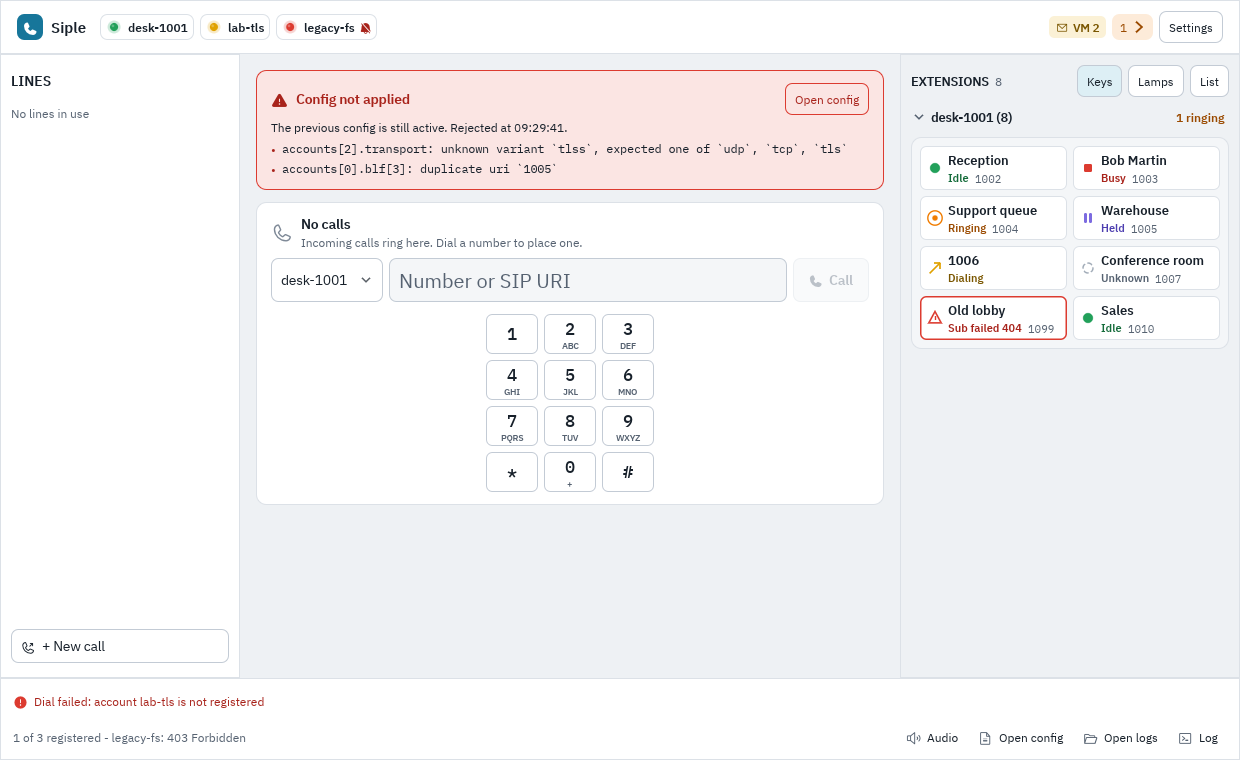 Siple
desk-1001
lab-tls
legacy-fs
VM 2
1
Settings
LINES
No lines in use
+ New call
Config not applied
Open config
The previous config is still active. Rejected at 09:29:41.
• accounts[2].transport: unknown variant `tlss`, expected one of `udp`, `tcp`, `tls`
• accounts[0].blf[3]: duplicate uri `1005`
No calls
Incoming calls ring here. Dial a number to place one.
desk-1001
Number or SIP URI
Call
1
2 ABC
3 DEF
4 GHI
5 JKL
6 MNO
7 PQRS
8 TUV
9 WXYZ
*
0 +
#
EXTENSIONS 8
Keys
Lamps
List
desk-1001 (8)
1 ringing
Reception
Idle 1002
Bob Martin
Busy 1003
Support queue
Ringing 1004
Warehouse
Held 1005
1006
Dialing
Conference room
Unknown 1007
Old lobby
Sub failed 404 1099
Sales
Idle 1010
Dial failed: account lab-tls is not registered
1 of 3 registered - legacy-fs: 403 Forbidden
Audio
Open config
Open logs
Log